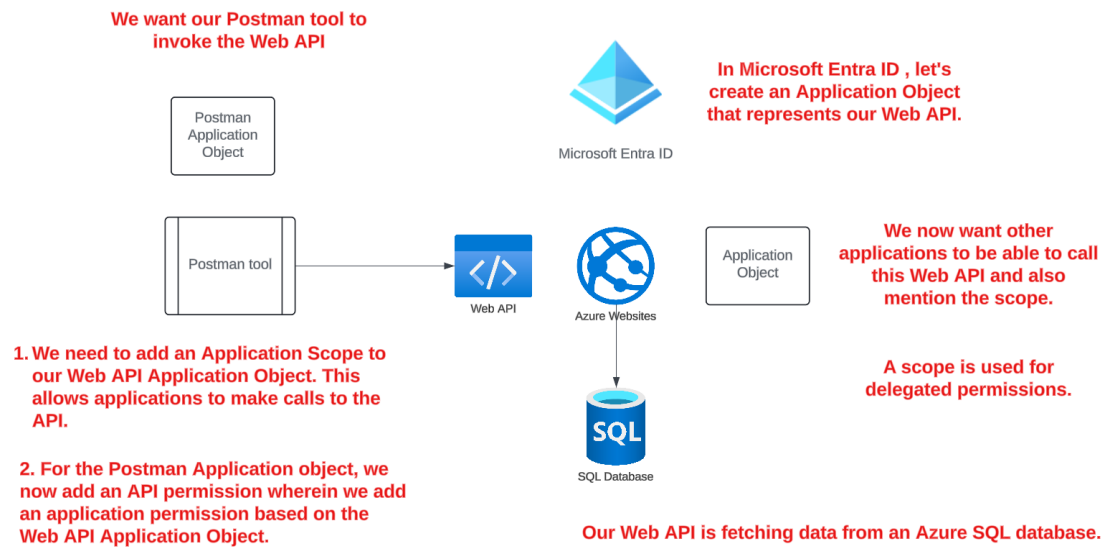 We want our Postman tool to
invoke the Web API
In Microsoft Entra ID , let's
create an Application Object
that represents our Web API.
Postman
Application
Object
Microsoft Entra ID
Postman tool
Web API
Azure Websites
Application
Object
We now want other
applications to be able to call
this Web API and also
mention the scope.
1. We need to add an Application Scope to
our Web API Application Object. This
allows applications to make calls to the
API.
A scope is used for
delegated permissions.
SQL
SQL Database
2. For the Postman Application object, we
now add an API permission wherein we add
an application permission based on the
Web API Application Object.
Our Web API is fetching data from an Azure SQL database.